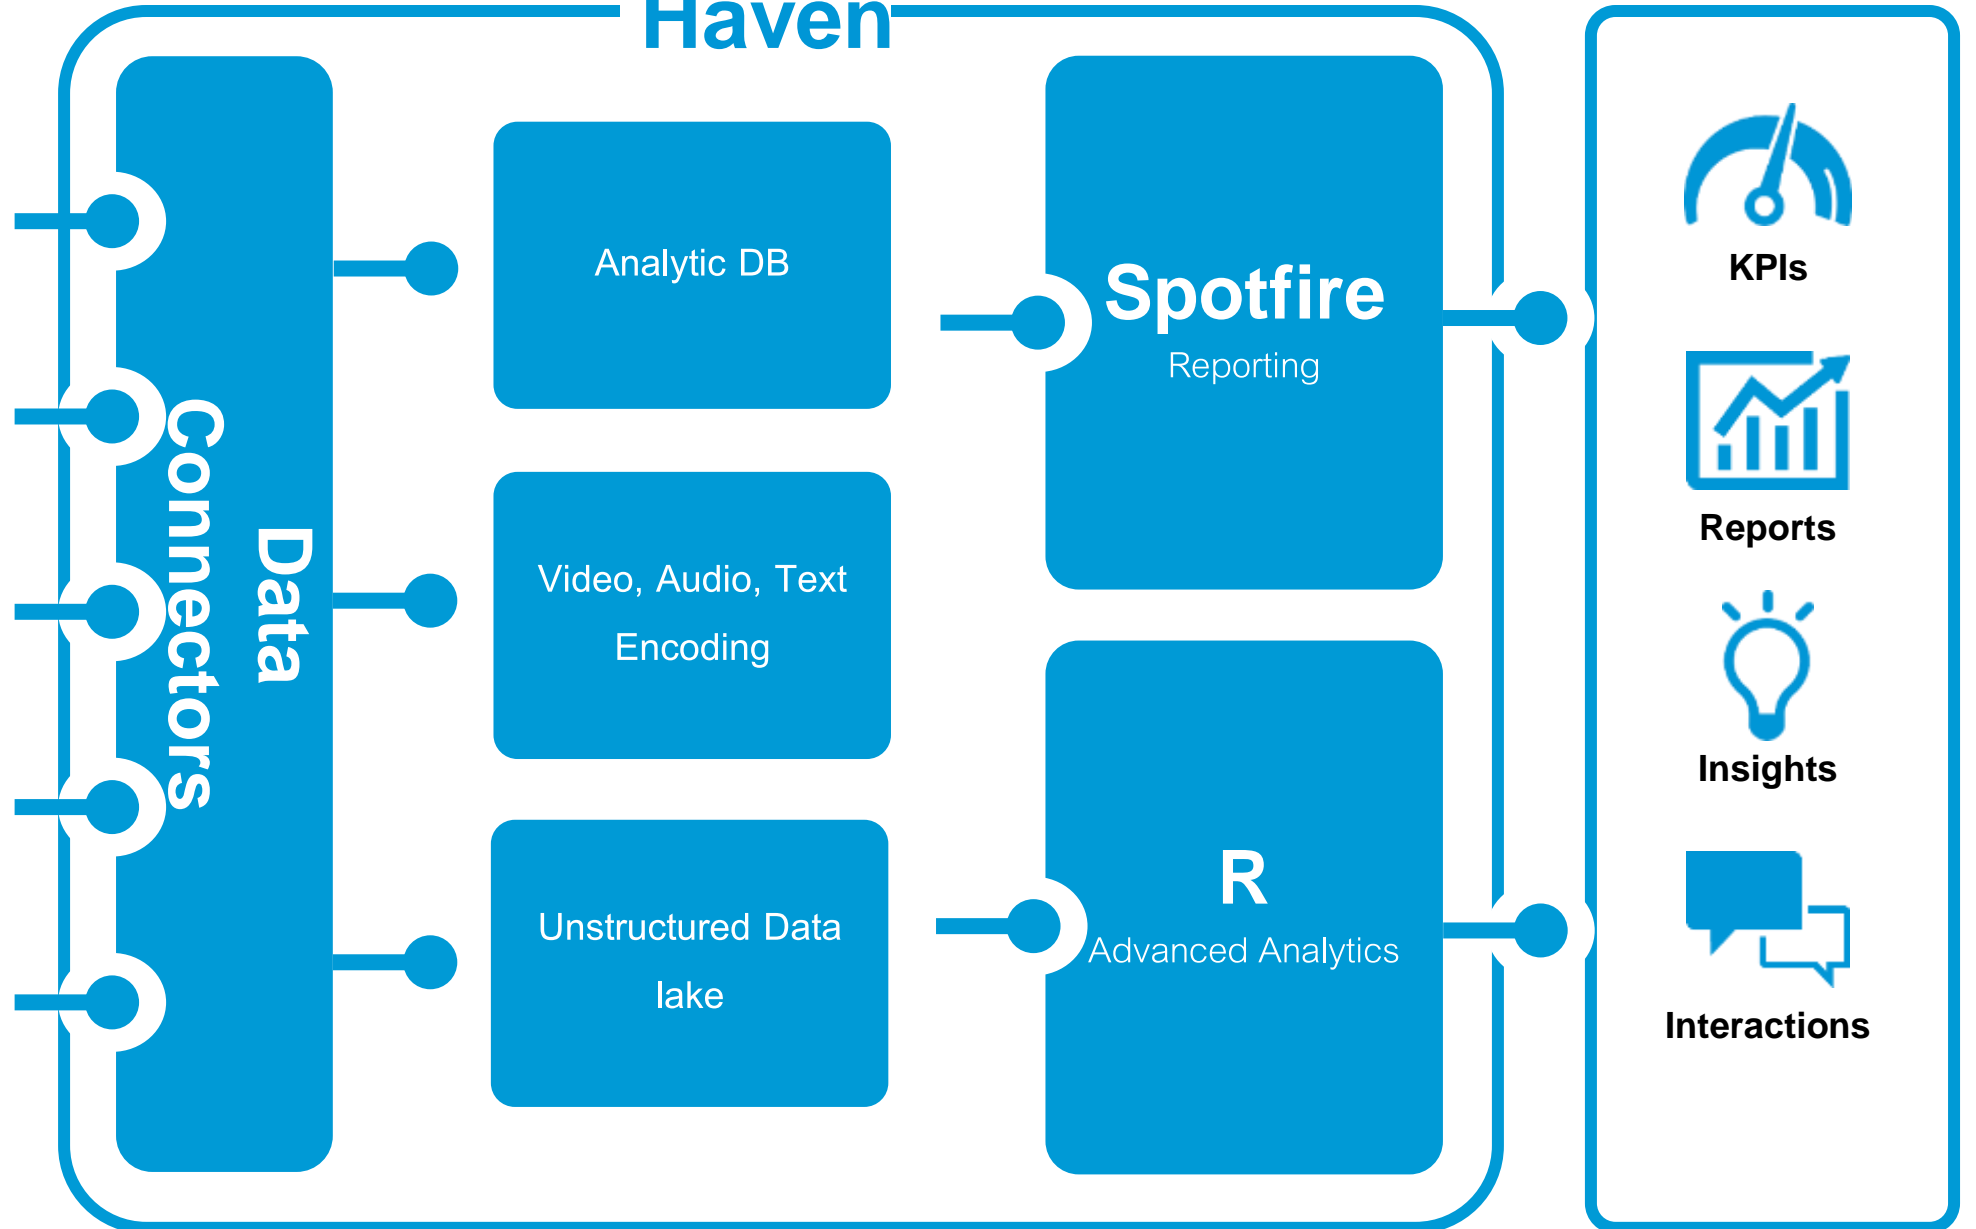 Haven
Data
Connectors
Analytic DB
Video, Audio, Text
Encoding
Unstructured Data
lake
Spotfire
Reporting
R
Advanced Analytics
KPIs
Reports
Insights
Interactions